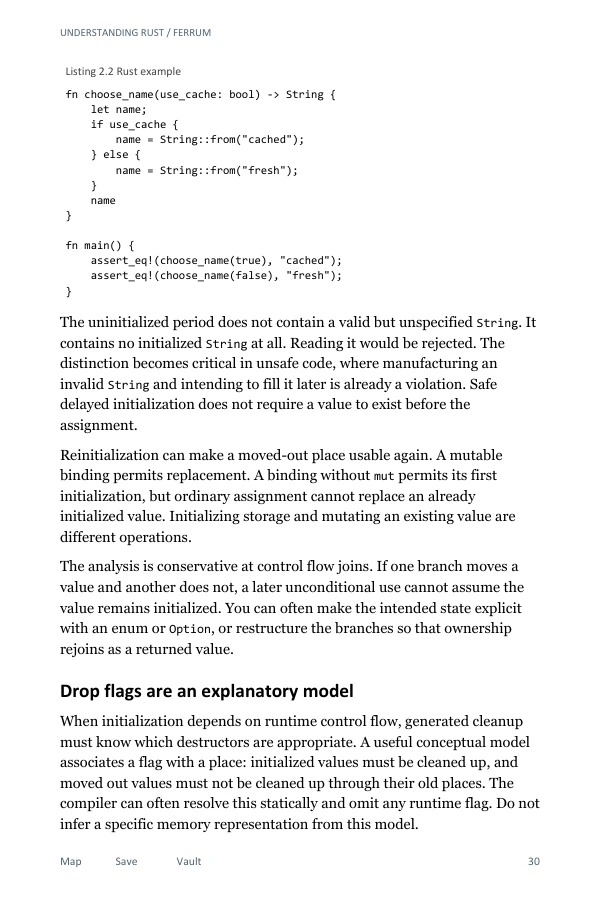 UNDERSTANDING RUST / FERRUM
Listing 2.2 Rust example
fn choose_name(use_cache: bool) -> String {
    let name;
    if use_cache {
        name = String::from("cached");
    } else {
        name = String::from("fresh");
    }
    name
}

fn main() {
    assert_eq!(choose_name(true), "cached");
    assert_eq!(choose_name(false), "fresh");
}
The uninitialized period does not contain a valid but unspecified String. It
contains no initialized String at all. Reading it would be rejected. The
distinction becomes critical in unsafe code, where manufacturing an
invalid String and intending to fill it later is already a violation. Safe
delayed initialization does not require a value to exist before the
assignment.
Reinitialization can make a moved-out place usable again. A mutable
binding permits replacement. A binding without mut permits its first
initialization, but ordinary assignment cannot replace an already
initialized value. Initializing storage and mutating an existing value are
different operations.
The analysis is conservative at control flow joins. If one branch moves a
value and another does not, a later unconditional use cannot assume the
value remains initialized. You can often make the intended state explicit
with an enum or Option, or restructure the branches so that ownership
rejoins as a returned value.
Drop flags are an explanatory model
When initialization depends on runtime control flow, generated cleanup
must know which destructors are appropriate. A useful conceptual model
associates a flag with a place: initialized values must be cleaned up, and
moved out values must not be cleaned up through their old places. The
compiler can often resolve this statically and omit any runtime flag. Do not
infer a specific memory representation from this model.
Map Save Vault 30